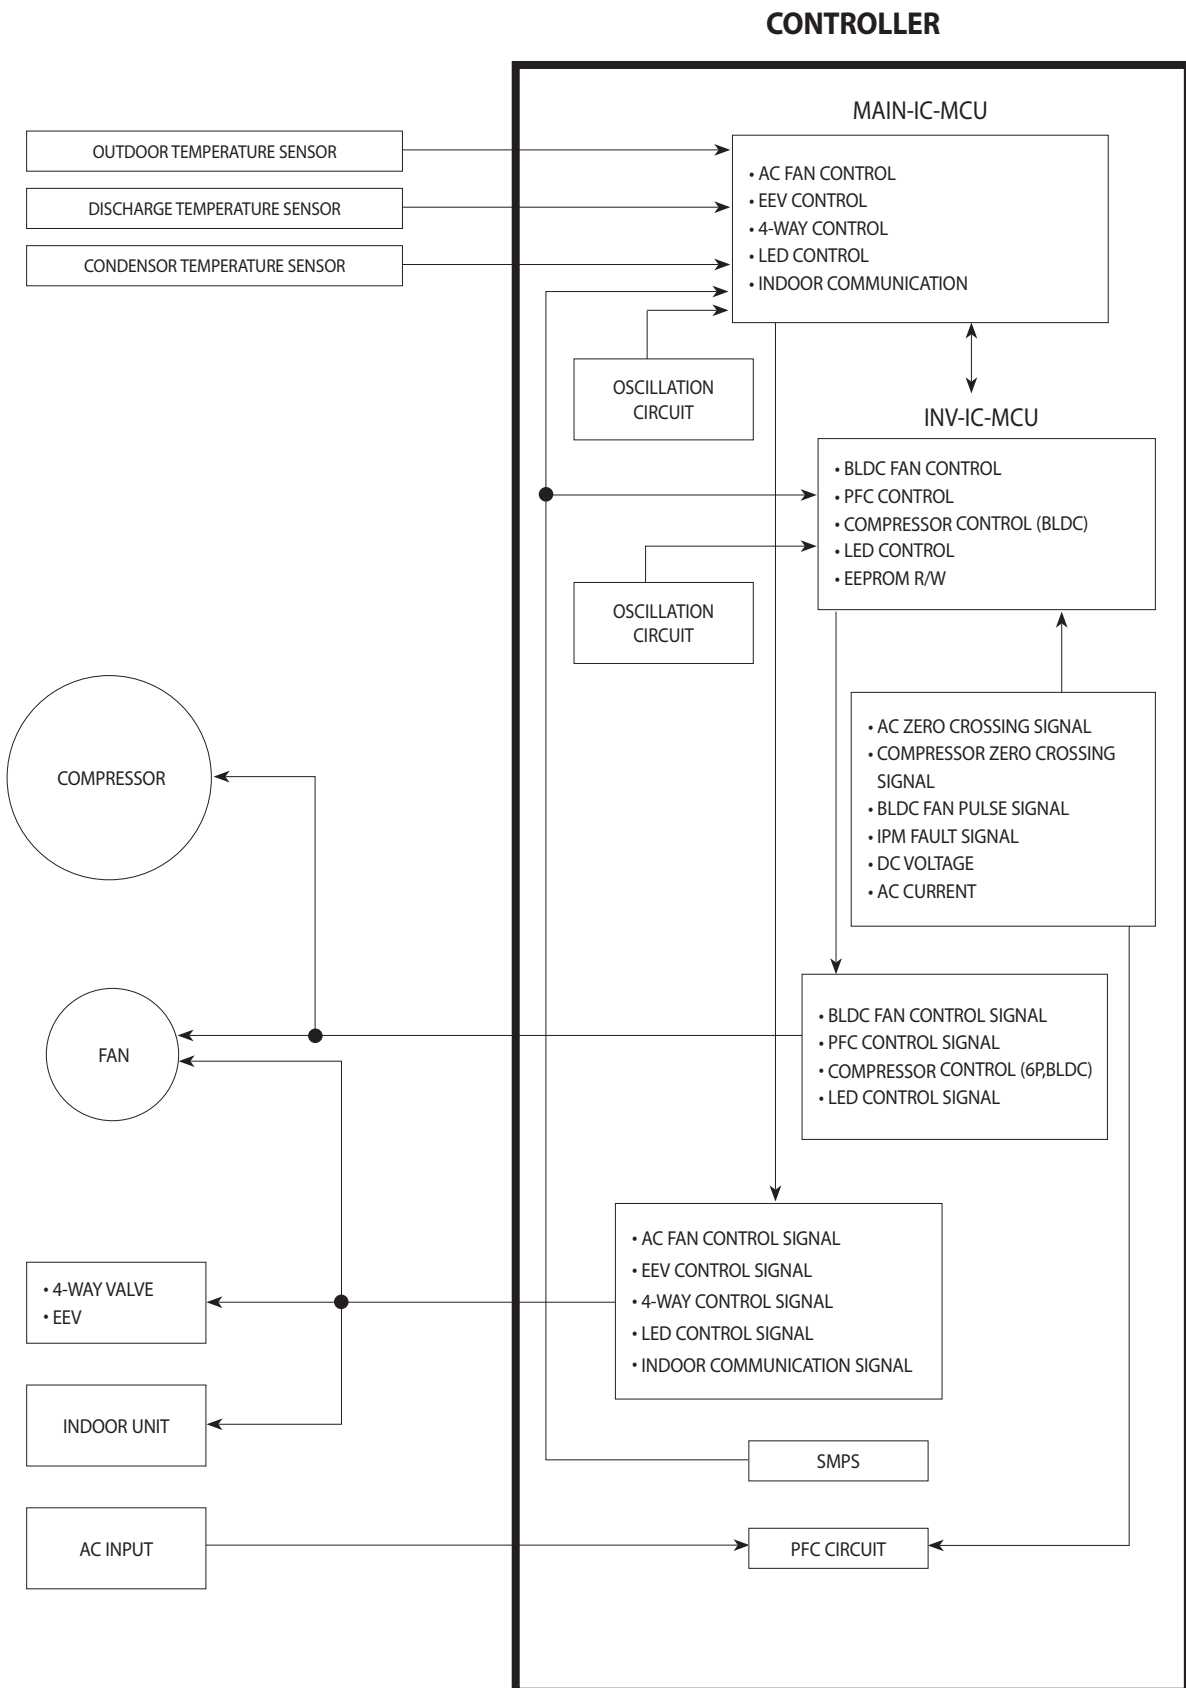 CONTROLLER
MAIN-IC-MCU
OUTDOOR TEMPERATURE SENSOR
DISCHARGE TEMPERATURE SENSOR
CONDENSOR TEMPERATURE SENSOR
• AC FAN CONTROL
• EEV CONTROL
• 4-WAY CONTROL
• LED CONTROL
• INDOOR COMMUNICATION
OSCILLATION
CIRCUIT
INV-IC-MCU
• BLDC FAN CONTROL
• PFC CONTROL
• COMPRESSOR CONTROL (BLDC)
• LED CONTROL
• EEPROM R/W
OSCILLATION
CIRCUIT
• AC ZERO CROSSING SIGNAL
• COMPRESSOR ZERO CROSSING
SIGNAL
• BLDC FAN PULSE SIGNAL
• IPM FAULT SIGNAL
• DC VOLTAGE
• AC CURRENT
COMPRESSOR
FAN
• BLDC FAN CONTROL SIGNAL
• PFC CONTROL SIGNAL
• COMPRESSOR CONTROL (6P,BLDC)
• LED CONTROL SIGNAL
• AC FAN CONTROL SIGNAL
• EEV CONTROL SIGNAL
• 4-WAY CONTROL SIGNAL
• LED CONTROL SIGNAL
• INDOOR COMMUNICATION SIGNAL
• 4-WAY VALVE
• EEV
INDOOR UNIT
SMPS
AC INPUT
PFC CIRCUIT